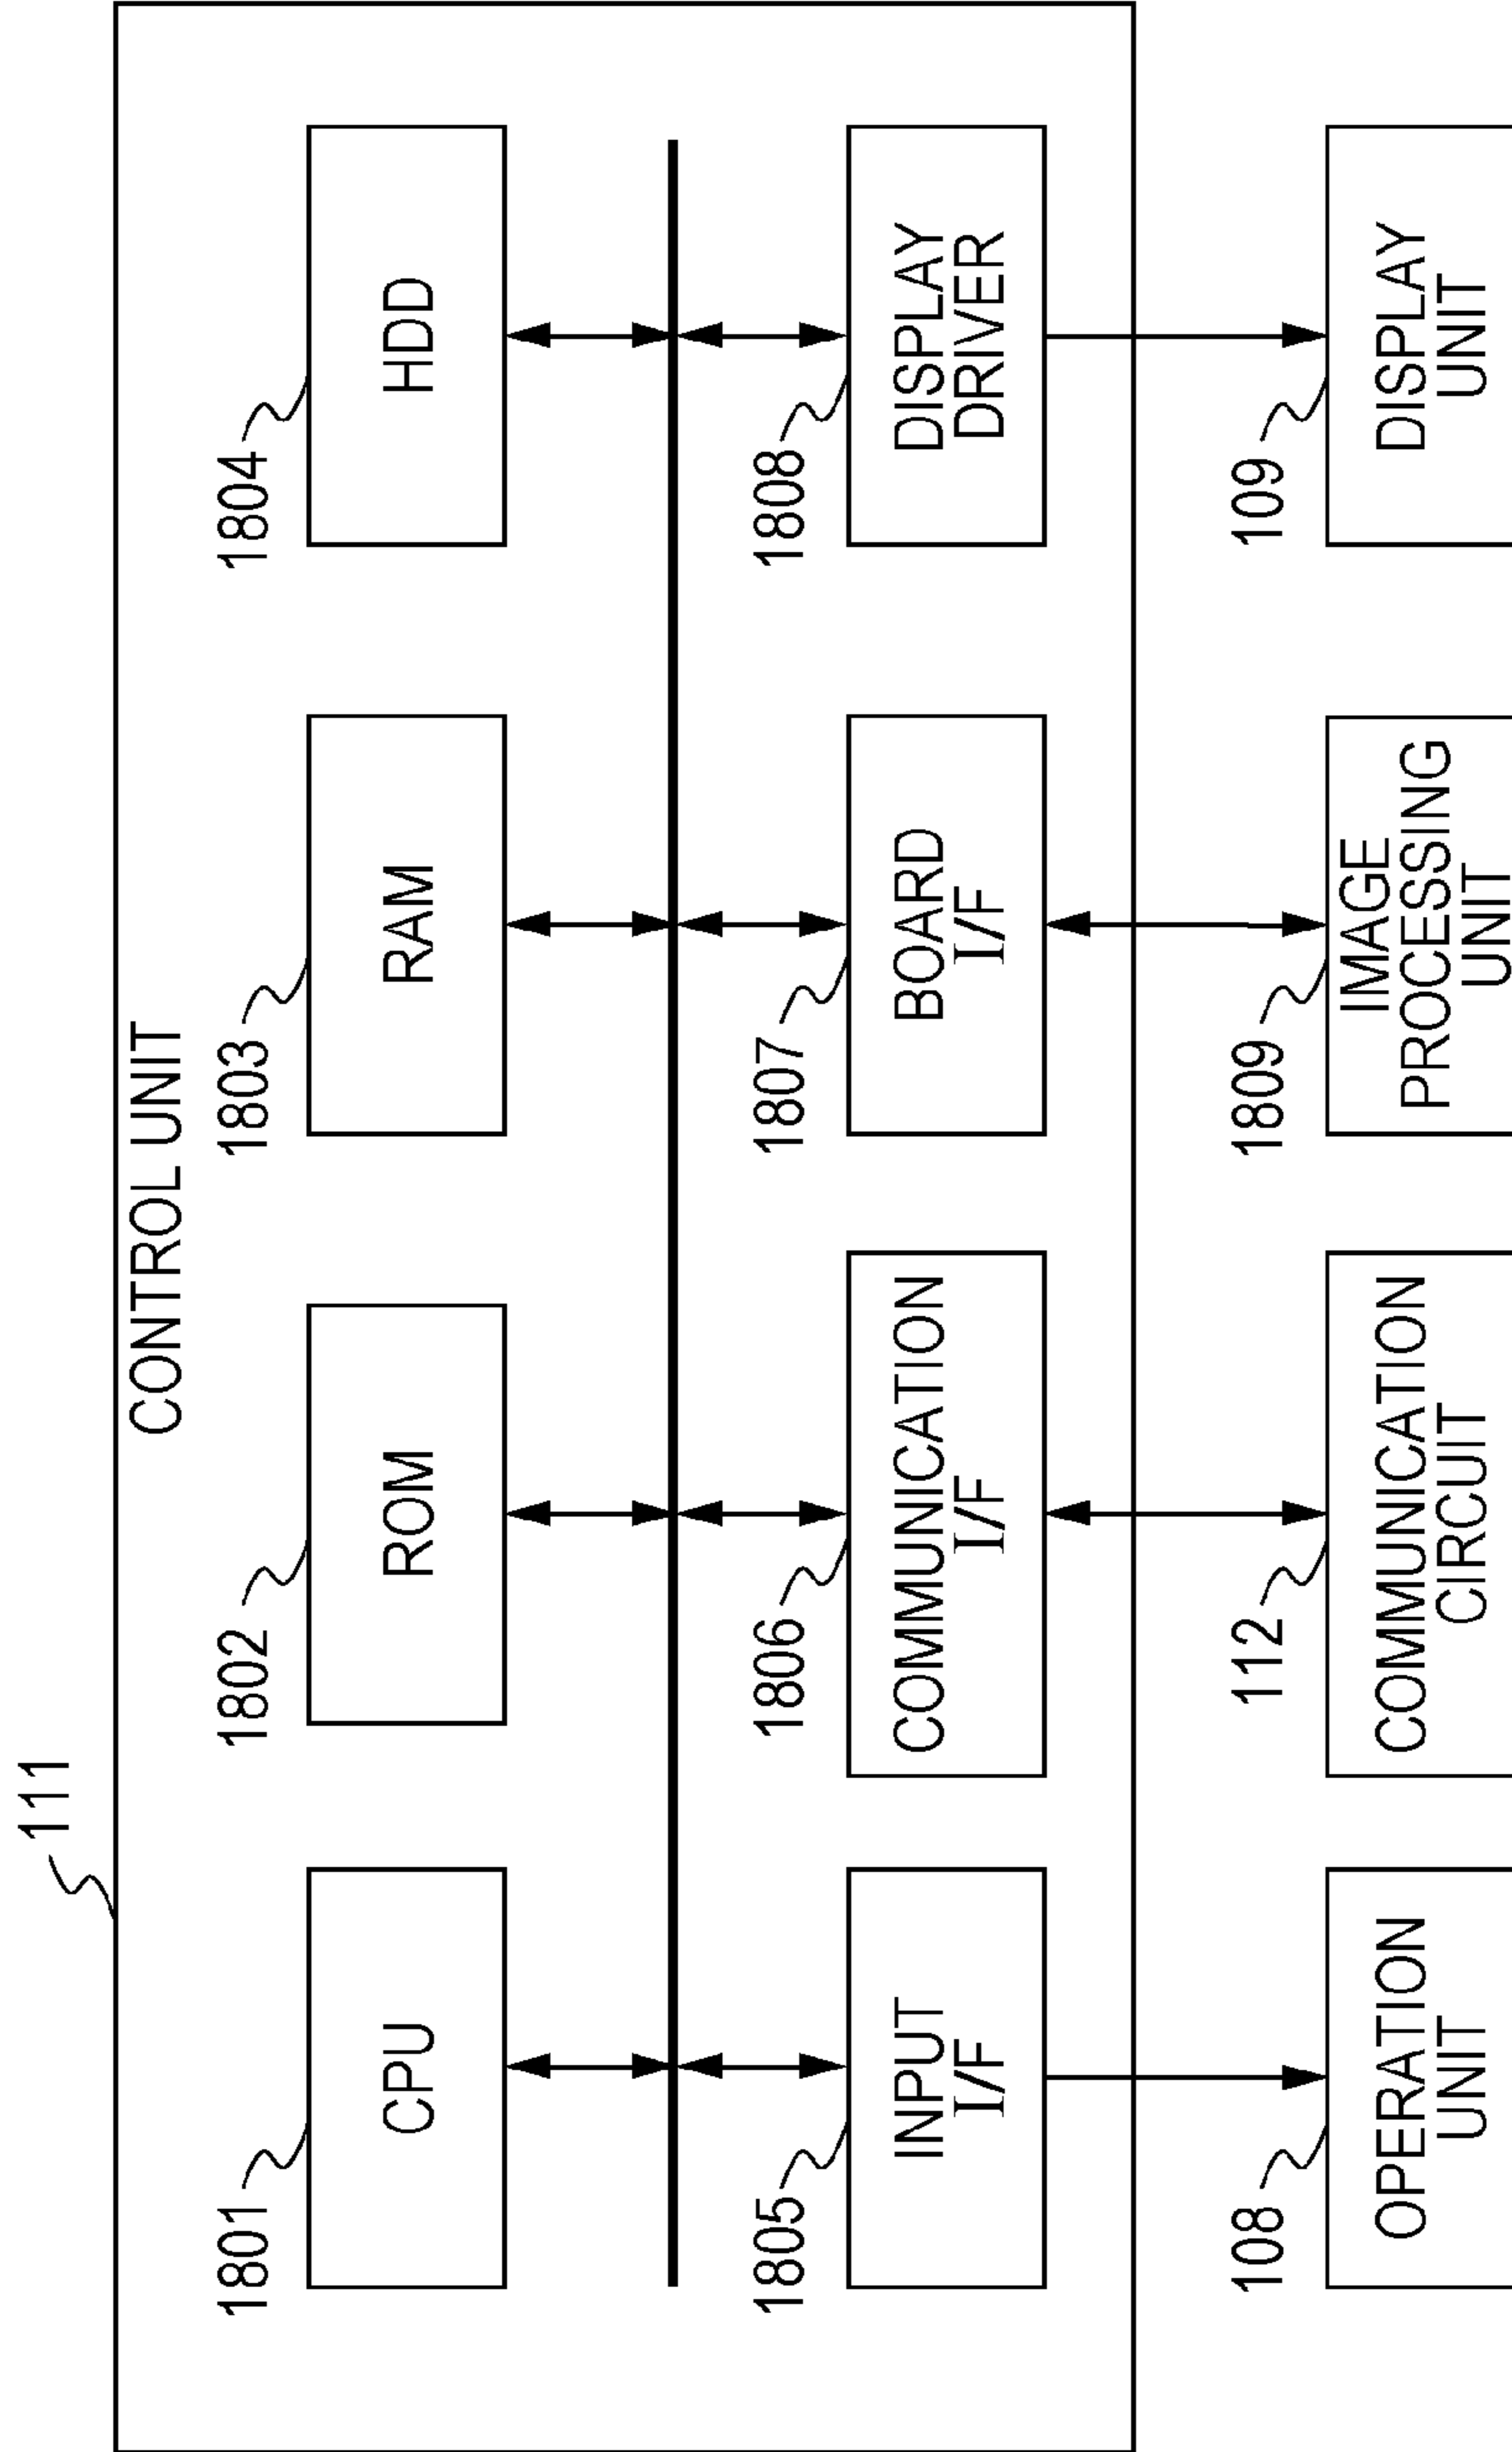 111
CONTROL UNIT
1801
1802
1803
1804
CPU
ROM
RAM
HDD
1805
1806
1807
1808
INPUT
I/F
COMMUNICATION
I/F
BOARD
I/F
DISPLAY
DRIVER
108
112
1809
109
OPERATION
UNIT
COMMUNICATION
CIRCUIT
IMAGE
PROCESSING
UNIT
DISPLAY
UNIT